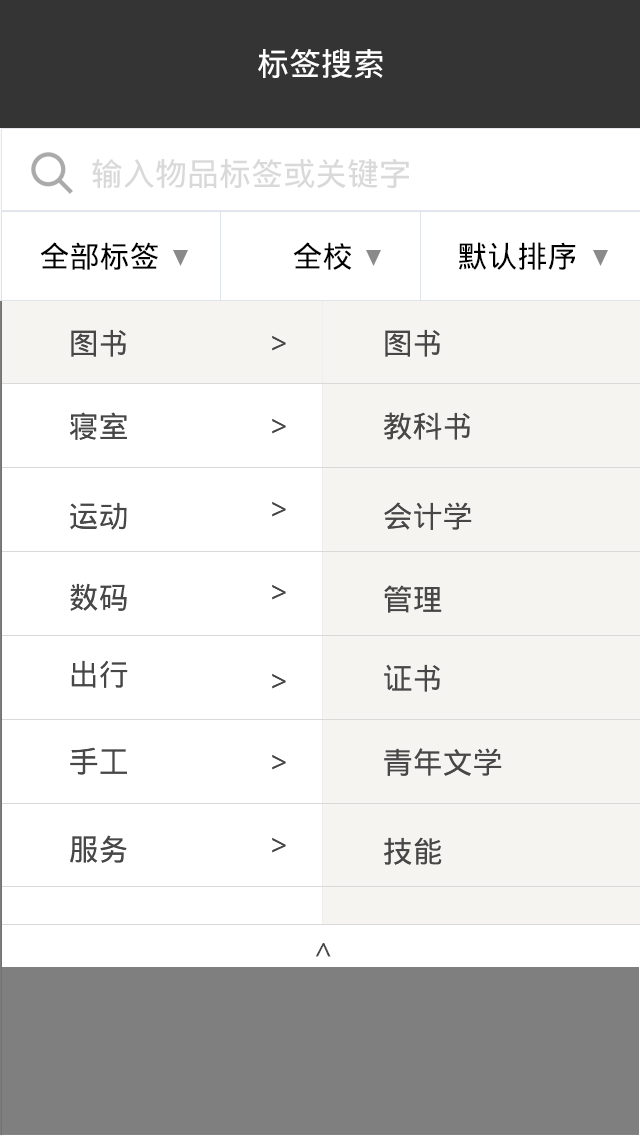 标签搜索
输入物品标签或关键字
全部标签 ▼ 全校 ▼ 默认排序 ▼
图书 > 图书
寝室 > 教科书
运动 > 会计学
数码 > 管理
出行 > 证书
手工 > 青年文学
服务 > 技能